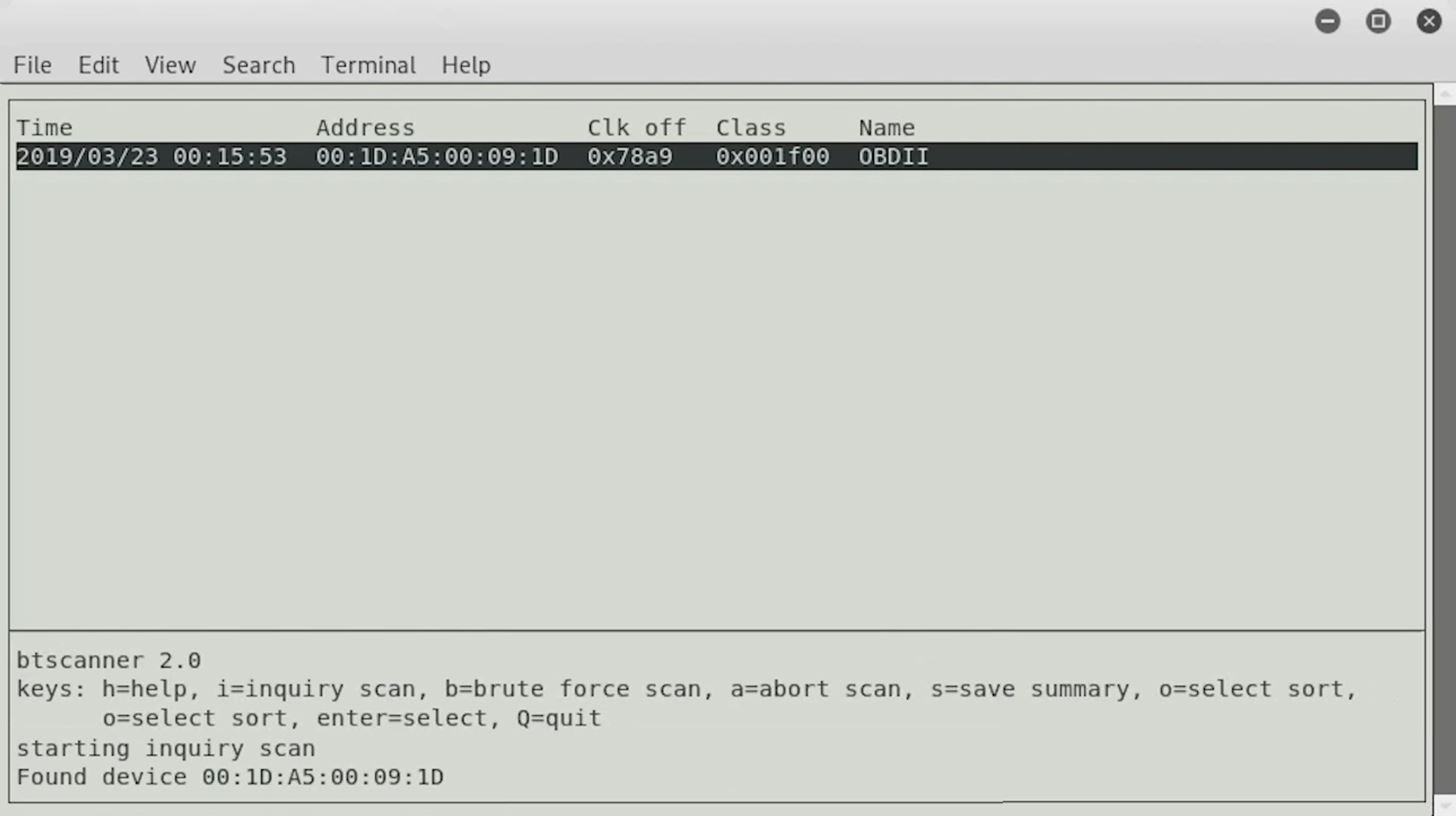 File Edit View Search Terminal Help
Time Address Clk off Class Name
2019/03/23 00:15:53 00:1D:A5:00:09:1D 0x78a9 0x001f00 OBDII
btscanner 2.0
keys: h=help, i=inquiry scan, b=brute force scan, a=abort scan, s=save summary, o=select sort,
o=select sort, enter=select, Q=quit
starting inquiry scan
Found device 00:1D:A5:00:09:1D